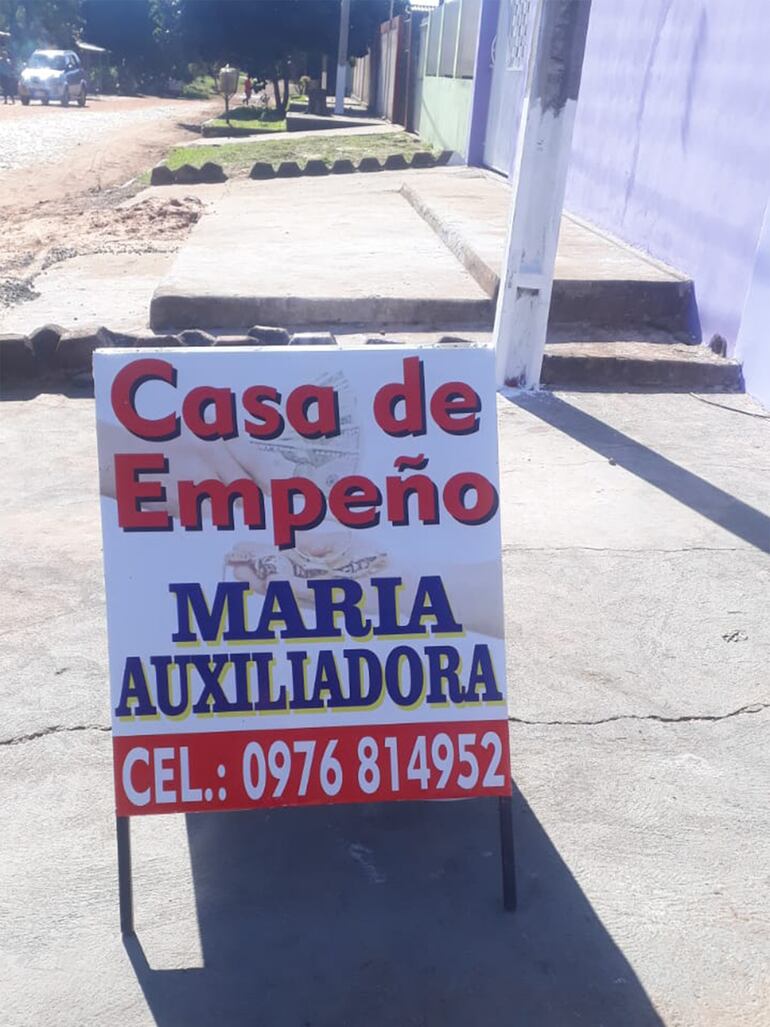 Casa de
Empeño
MARIA
AUXILIADORA
CEL.: 0976 814952